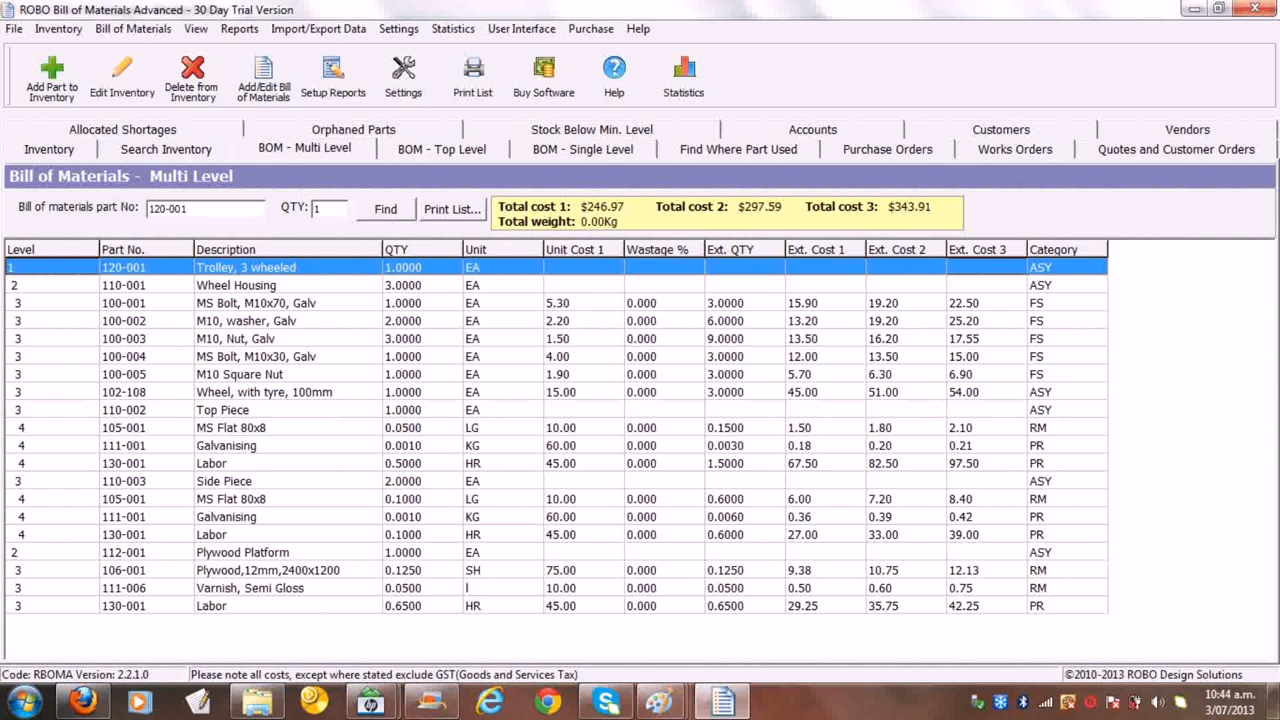 ROBO Bill of Materials Advanced - 30 Day Trial Version
File Inventory Bill of Materials View Reports Import/Export Data Settings Statistics User Interface Purchase Help
Add Part to Inventory Edit Inventory Delete from Inventory Add/Edit Bill of Materials Setup Reports Settings Print List Buy Software Help Statistics
Allocated Shortages Orphaned Parts Stock Below Min. Level Accounts Customers Vendors
Inventory Search Inventory BOM - Multi Level BOM - Top Level BOM - Single Level Find Where Part Used Purchase Orders Works Orders Quotes and Customer Orders
Bill of Materials - Multi Level
Bill of materials part No: 120-001 QTY: 1 Find Print List... Total cost 1: $246.97 Total cost 2: $297.59 Total cost 3: $343.91
Total weight: 0.00Kg
Level Part No. Description QTY Unit Unit Cost 1 Wastage % Ext. QTY Ext. Cost 1 Ext. Cost 2 Ext. Cost 3 Category
1 120-001 Trolley, 3 wheeled 1.0000 EA ASY
2 110-001 Wheel Housing 3.0000 EA ASY
3 100-001 MS Bolt, M10x70, Galv 1.0000 EA 5.30 0.000 3.0000 15.90 19.20 22.50 FS
3 100-002 M10, washer, Galv 2.0000 EA 2.20 0.000 6.0000 13.20 19.20 25.20 FS
3 100-003 M10, Nut, Galv 3.0000 EA 1.50 0.000 9.0000 13.50 16.20 17.55 FS
3 100-004 MS Bolt, M10x30, Galv 1.0000 EA 4.00 0.000 3.0000 12.00 13.50 15.00 FS
3 100-005 M10 Square Nut 1.0000 EA 1.90 0.000 3.0000 5.70 6.30 6.90 FS
3 102-108 Wheel, with tyre, 100mm 1.0000 EA 15.00 0.000 3.0000 45.00 51.00 54.00 ASY
3 110-002 Top Piece 1.0000 EA ASY
4 105-001 MS Flat 80x8 0.0500 LG 10.00 0.000 0.1500 1.50 1.80 2.10 RM
4 111-001 Galvanising 0.0010 KG 60.00 0.000 0.0030 0.18 0.20 0.21 PR
4 130-001 Labor 0.5000 HR 45.00 0.000 1.5000 67.50 82.50 97.50 PR
3 110-003 Side Piece 2.0000 EA ASY
4 105-001 MS Flat 80x8 0.1000 LG 10.00 0.000 0.6000 6.00 7.20 8.40 RM
4 111-001 Galvanising 0.0010 KG 60.00 0.000 0.0060 0.36 0.39 0.42 PR
4 130-001 Labor 0.1000 HR 45.00 0.000 0.6000 27.00 33.00 39.00 PR
2 112-001 Plywood Platform 1.0000 EA ASY
3 106-001 Plywood,12mm,2400x1200 0.1250 SH 75.00 0.000 0.1250 9.38 10.75 12.13 RM
3 111-006 Varnish, Semi Gloss 0.0500 l 10.00 0.000 0.0500 0.50 0.60 0.75 RM
3 130-001 Labor 0.6500 HR 45.00 0.000 0.6500 29.25 35.75 42.25 PR
Code: RBOMA Version: 2.2.1.0 Please note all costs, except where stated exclude GST(Goods and Services Tax) ©2010-2013 ROBO Design Solutions
10:44 a.m.
3/07/2013